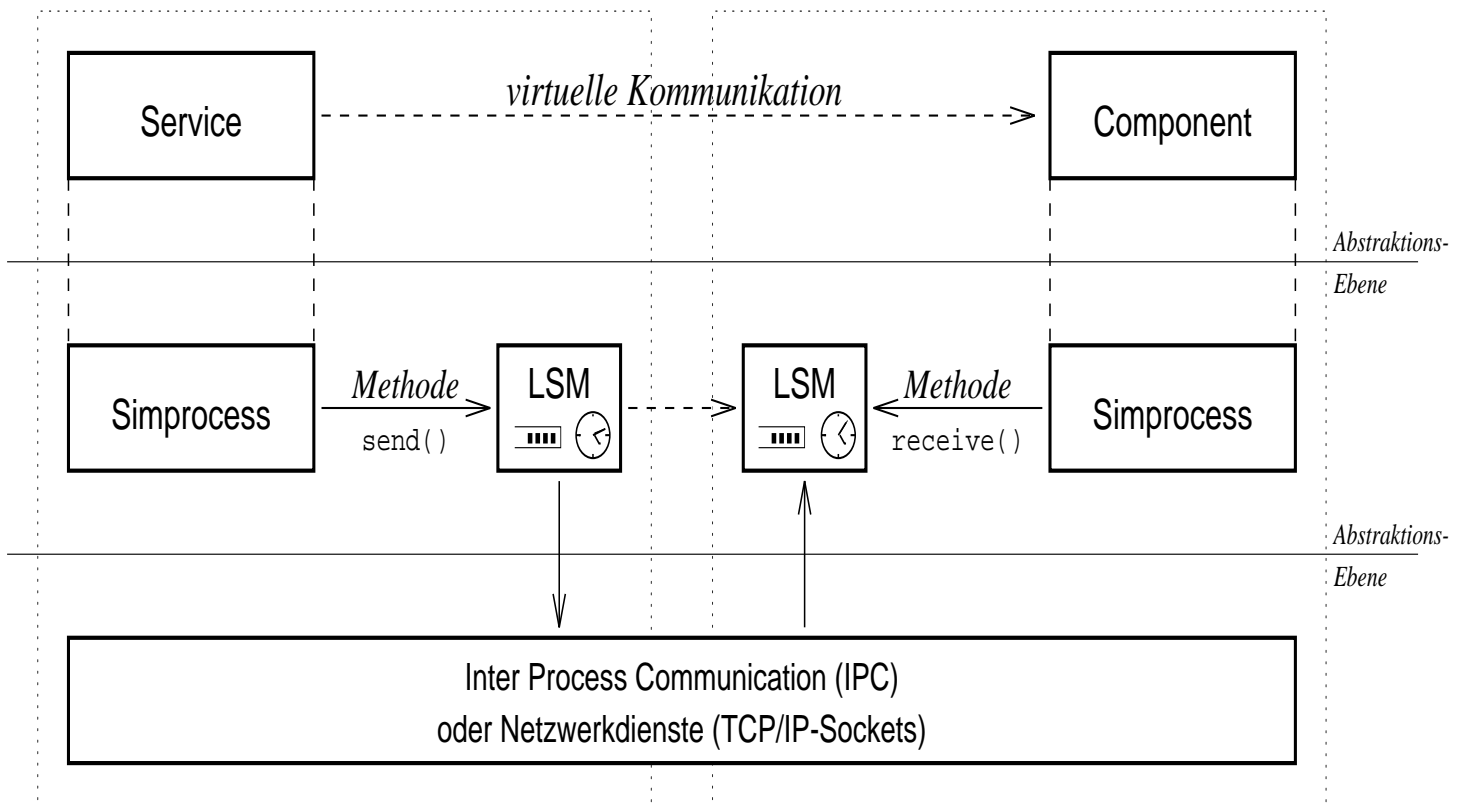 virtuelle Kommunikation
Service
Component
Abstraktions-
Ebene
Simprocess
Methode
send()
LSM
LSM
Methode
receive()
Simprocess
Abstraktions-
Ebene
Inter Process Communication (IPC)
oder Netzwerkdienste (TCP/IP-Sockets)